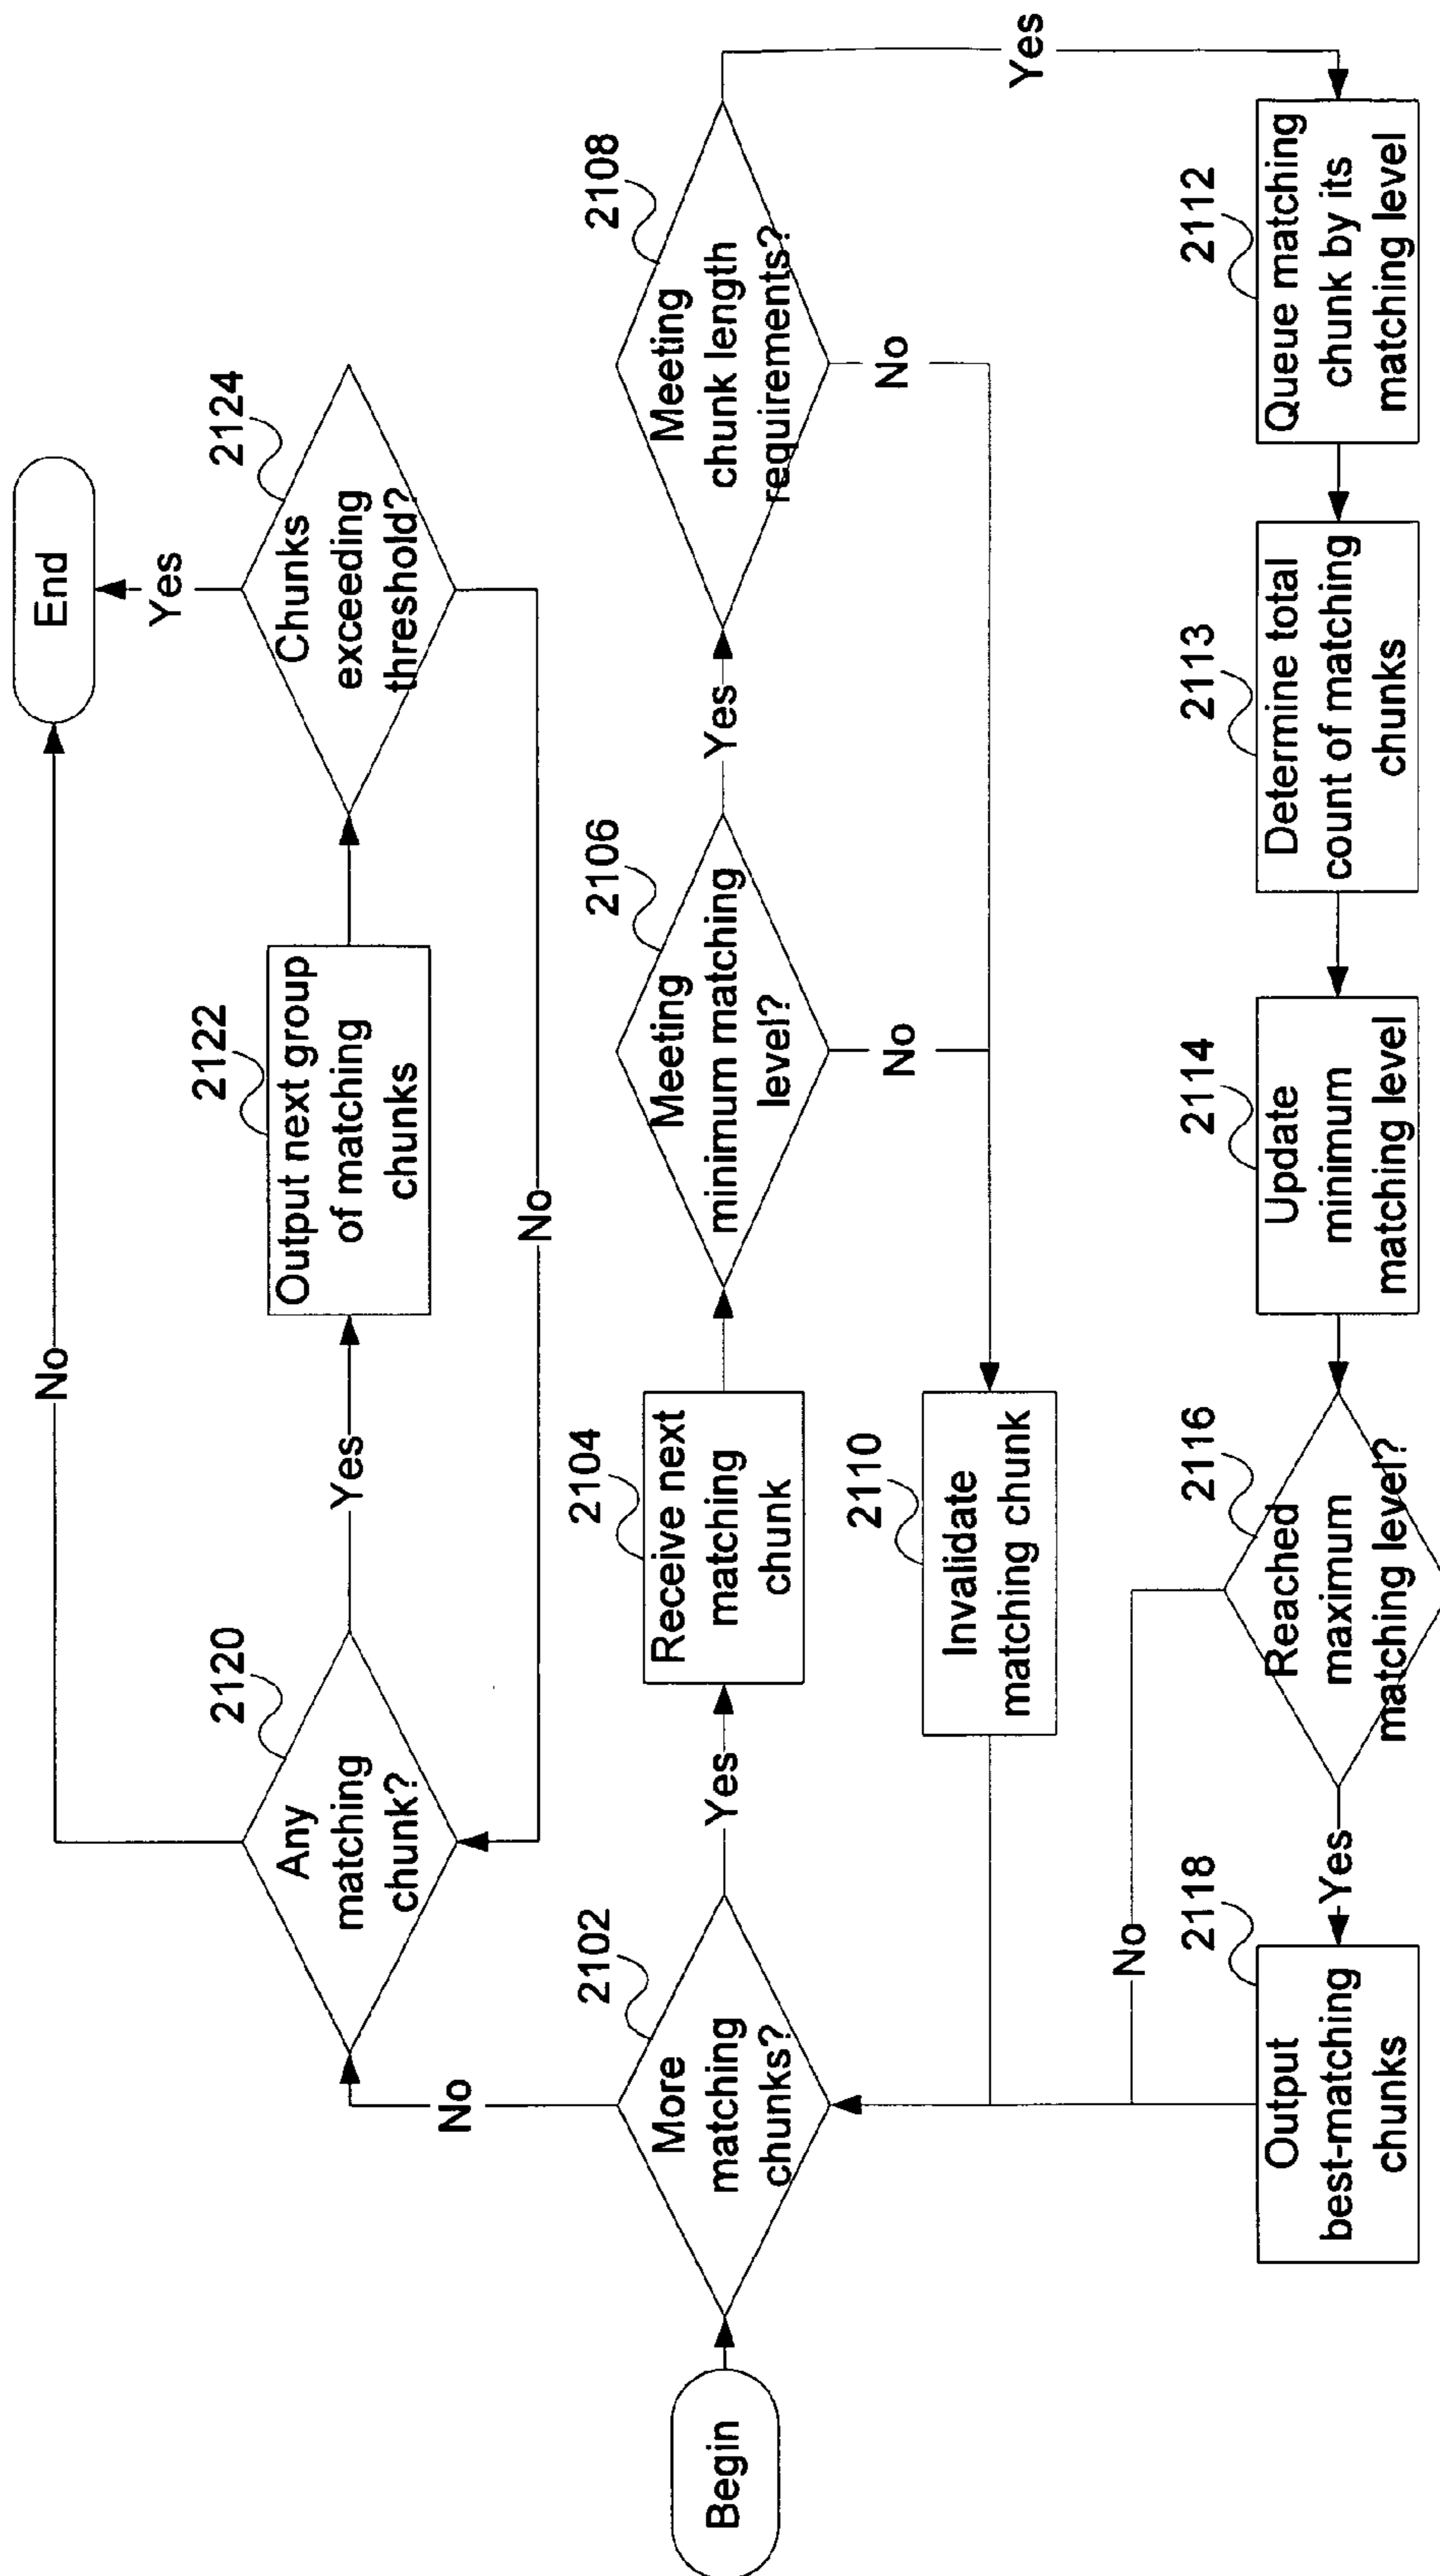 Begin
2102
More
matching
chunks?
No
Yes
2104
Receive next
matching
chunk
2106
Meeting
minimum matching
level?
No
Yes
2108
Meeting
chunk length
requirements?
No
Yes
2110
Invalidate
matching chunk
2112
Queue matching
chunk by its
matching level
2113
Determine total
count of matching
chunks
2114
Update
minimum
matching level
2116
Reached
maximum
matching level?
No
Yes
2118
Output
best-matching
chunks
2120
Any
matching
chunk?
No
Yes
2122
Output next group
of matching
chunks
2124
Chunks
exceeding
threshold?
No
Yes
End